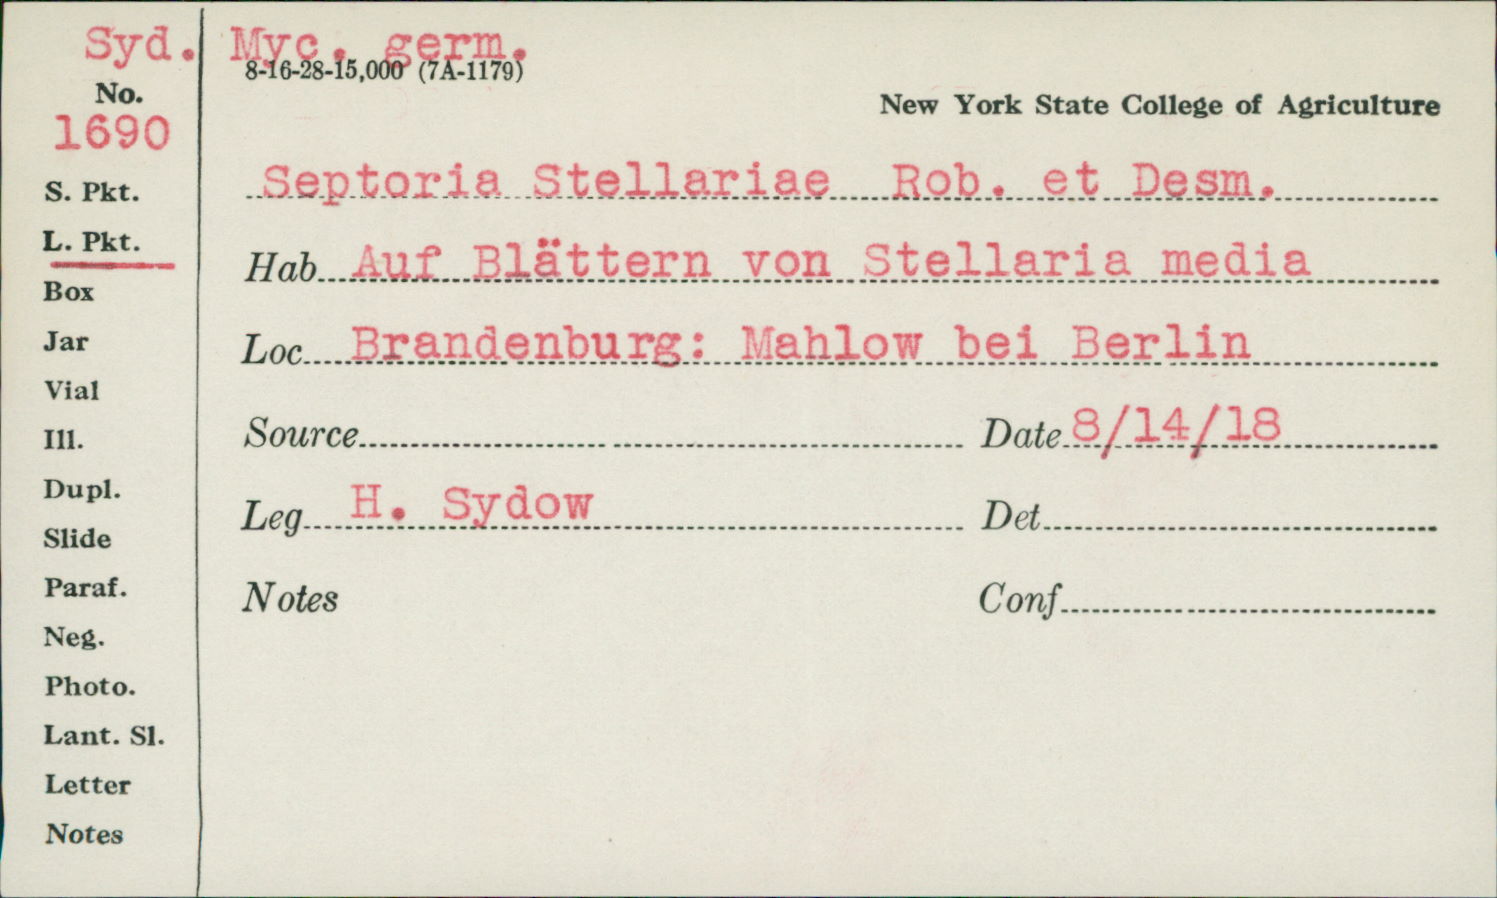 Syd. Myc. germ.
8-16-28-15,000 (7A-1179)
No.
1690
New York State College of Agriculture
S. Pkt.
Septoria Stellariae Rob. et Desm.
L. Pkt.
Hab Auf Blättern von Stellaria media
Box
Jar
Loc Brandenburg: Mahlow bei Berlin
Vial
Ill.
Source Date 8/14/18
Dupl.
Leg H. Sydow Det
Slide
Paraf.
Notes Conf
Neg.
Photo.
Lant. Sl.
Letter
Notes